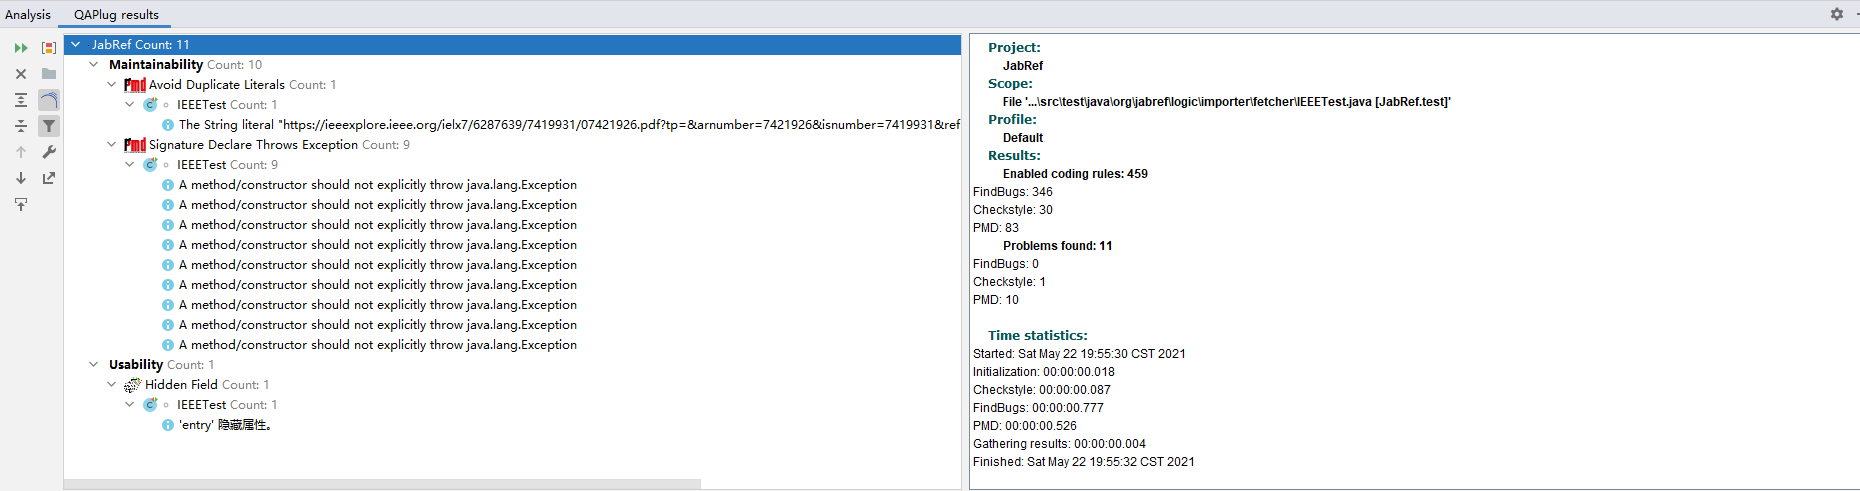 Analysis QAPlug results
JabRef Count: 11
Maintainability Count: 10
pmd Avoid Duplicate Literals Count: 1
C IEEETest Count: 1
The String literal "https://ieeexplore.ieee.org/ielx7/6287639/7419931/07421926.pdf?tp=&arnumber=7421926&isnumber=7419931&ref
pmd Signature Declare Throws Exception Count: 9
C IEEETest Count: 9
A method/constructor should not explicitly throw java.lang.Exception
A method/constructor should not explicitly throw java.lang.Exception
A method/constructor should not explicitly throw java.lang.Exception
A method/constructor should not explicitly throw java.lang.Exception
A method/constructor should not explicitly throw java.lang.Exception
A method/constructor should not explicitly throw java.lang.Exception
A method/constructor should not explicitly throw java.lang.Exception
A method/constructor should not explicitly throw java.lang.Exception
A method/constructor should not explicitly throw java.lang.Exception
Usability Count: 1
Hidden Field Count: 1
C IEEETest Count: 1
'entry' 隐藏属性。
Project:
JabRef
Scope:
File '...\src\test\java\org\jabref\logic\importer\fetcher\IEEETest.java [JabRef.test]'
Profile:
Default
Results:
Enabled coding rules: 459
FindBugs: 346
Checkstyle: 30
PMD: 83
Problems found: 11
FindBugs: 0
Checkstyle: 1
PMD: 10
Time statistics:
Started: Sat May 22 19:55:30 CST 2021
Initialization: 00:00:00.018
Checkstyle: 00:00:00.087
FindBugs: 00:00:00.777
PMD: 00:00:00.526
Gathering results: 00:00:00.004
Finished: Sat May 22 19:55:32 CST 2021